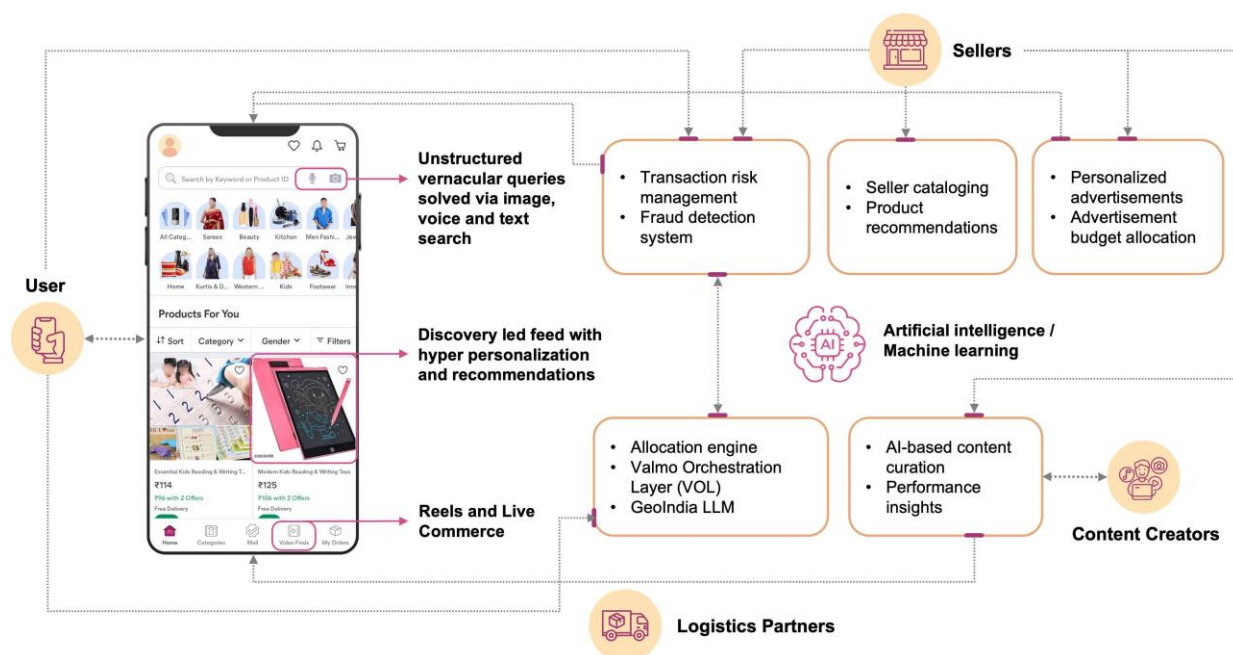 Sellers
Search by Keyword or Product ID
All Categ...
Sarees
Beauty
Kitchen
Men Fashi...
Jew
Home
Kurtis & D...
Western ...
Kids
Footwear
Inne
Products For You
Sort
Category
Gender
Filters
Essential Kids Reading & Writing T...
₹114
₹96 with 2 Offers
Free Delivery
Modern Kids Reading & Writing Toys
₹125
₹106 with 2 Offers
Free Delivery
Home
Categories
Mall
Video Finds
My Orders
User
Unstructured
vernacular queries
solved via image,
voice and text
search
Discovery led feed with
hyper personalization
and recommendations
Reels and Live
Commerce
• Transaction risk
management
• Fraud detection
system
• Seller cataloging
• Product
recommendations
• Personalized
advertisements
• Advertisement
budget allocation
AI
Artificial intelligence /
Machine learning
• Allocation engine
• Valmo Orchestration
Layer (VOL)
• GeoIndia LLM
• AI-based content
curation
• Performance
insights
Content Creators
Logistics Partners